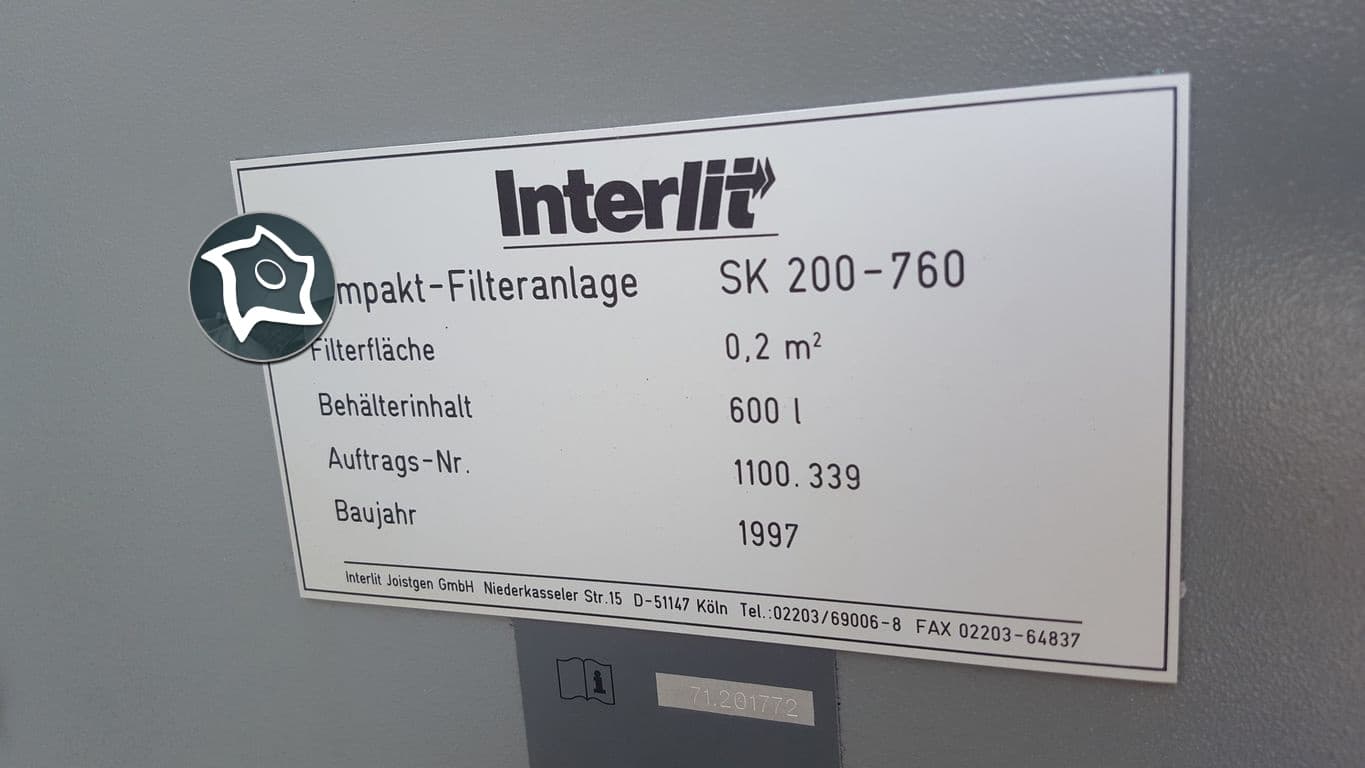 Interlit
mpakt-Filteranlage SK 200-760
Filterfläche 0,2 m²
Behälterinhalt 600 l
Auftrags-Nr. 1100.339
Baujahr 1997
Interlit Joistgen GmbH Niederkasseler Str.15 D-51147 Köln Tel.:02203/69006-8 FAX 02203-64837
i
71.201772